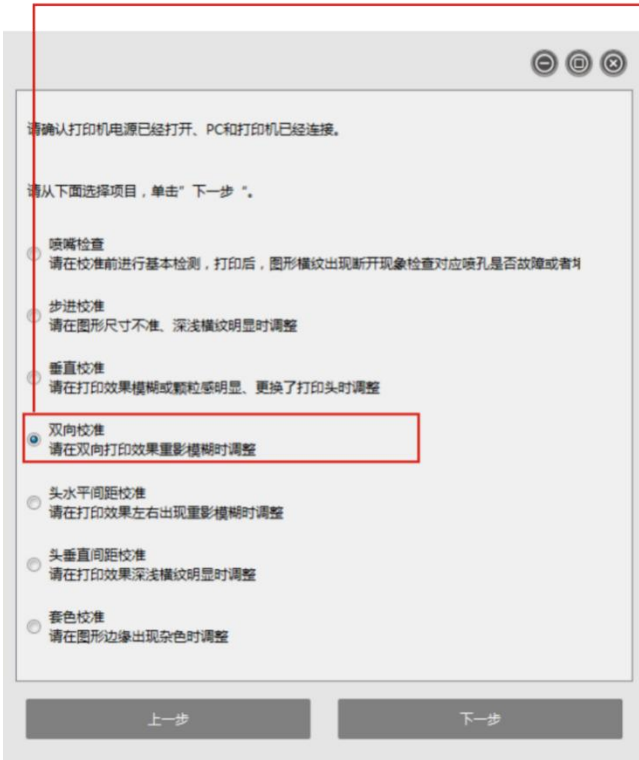 请确认打印机电源已经打开、PC和打印机已经连接。
请从下面选择项目，单击” 下一步 “。
喷嘴检查
请在校准前进行基本检测，打印后，图形横纹出现断开现象检查对应喷孔是否故障或者
步进校准
请在图形尺寸不准、深浅横纹明显时调整
垂直校准
请在打印效果模糊或颗粒感明显、更换了打印头时调整
双向校准
请在双向打印效果重影模糊时调整
头水平间距校准
请在打印效果左右出现重影模糊时调整
头垂直间距校准
请在打印效果深浅横纹明显时调整
套色校准
请在图形边缘出现杂色时调整
上一步
下一步